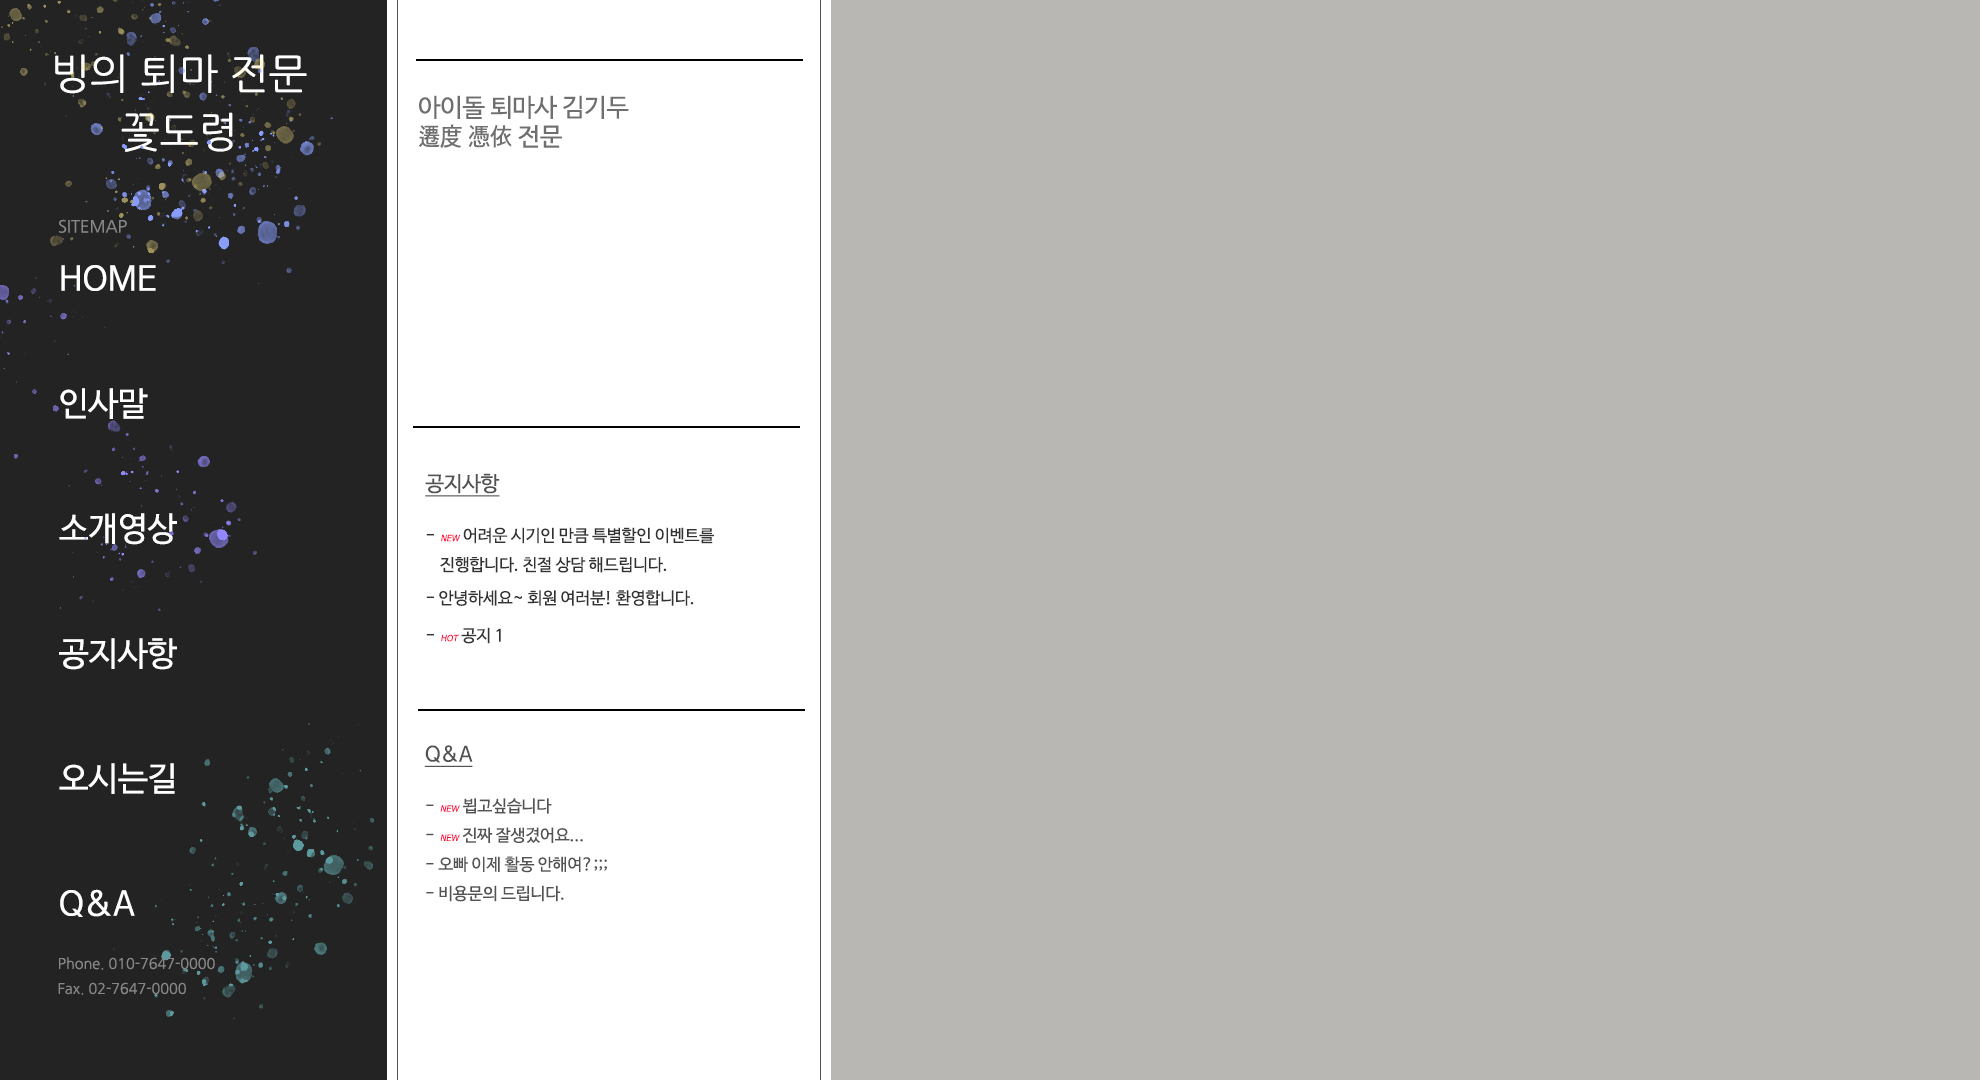 빙의 퇴마 전문
꽃도령
SITEMAP
HOME
인사말
소개영상
공지사항
오시는길
Q&A
Phone. 010-7647-0000
Fax. 02-7647-0000
아이돌 퇴마사 김기두
遷度 憑依 전문
공지사항
- NEW 어려운 시기인 만큼 특별할인 이벤트를
진행합니다. 친절 상담 해드립니다.
- 안녕하세요~ 회원 여러분! 환영합니다.
- HOT 공지 1
Q&A
- NEW 뵙고싶습니다
- NEW 진짜 잘생겼어요...
- 오빠 이제 활동 안해여?;;;
- 비용문의 드립니다.